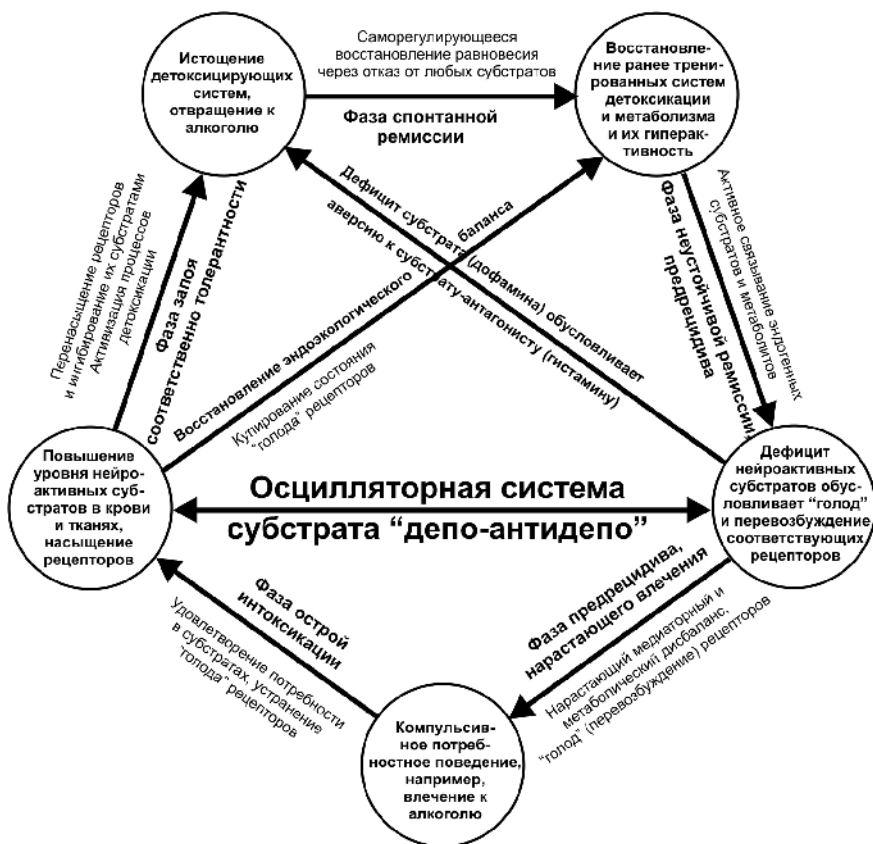 Истощение
детоксицирующих
систем,
отвращение к
алкоголю
Саморегулирующееся
восстановление равновесия
через отказ от любых субстратов
Фаза спонтанной
ремиссии
Восстановле-
ние ранее трени-
рованных систем
детоксикации
и метаболизма
и их гиперак-
тивность
Перенасыщение рецепторов
и ингибирование их субстратами
Активизация процессов
детоксикации
Фаза запоя
соответственно толерантности
Дефицит субстрата (дофамина) обусловливает
аверсию к субстрату-антагонисту (гистамину)
Восстановление эндоэкологического баланса
Купирование состояния
“голода” рецепторов
Активное связывание эндогенных
субстратов и метаболитов
Фаза неустойчивой ремиссии,
предрецидива
Повышение
уровня нейро-
активных суб-
стратов в крови
и тканях,
насыщение
рецепторов
Осцилляторная система
субстрата “депо-антидепо”
Дефицит
нейроактивных
субстратов обус-
ловливает “голод”
и перевозбуждение
соответствующих
рецепторов
Фаза острой
интоксикации
Удовлетворение потребности
в субстратах, устранение
“голода” рецепторов
Фаза предрецидива,
нарастающего влечения
Нарастающий медиаторный и
метаболический дисбаланс,
“голод” (перевозбуждение) рецепторов
Компульсив-
ное потреб-
ностное поведение,
например,
влечение к
алкоголю